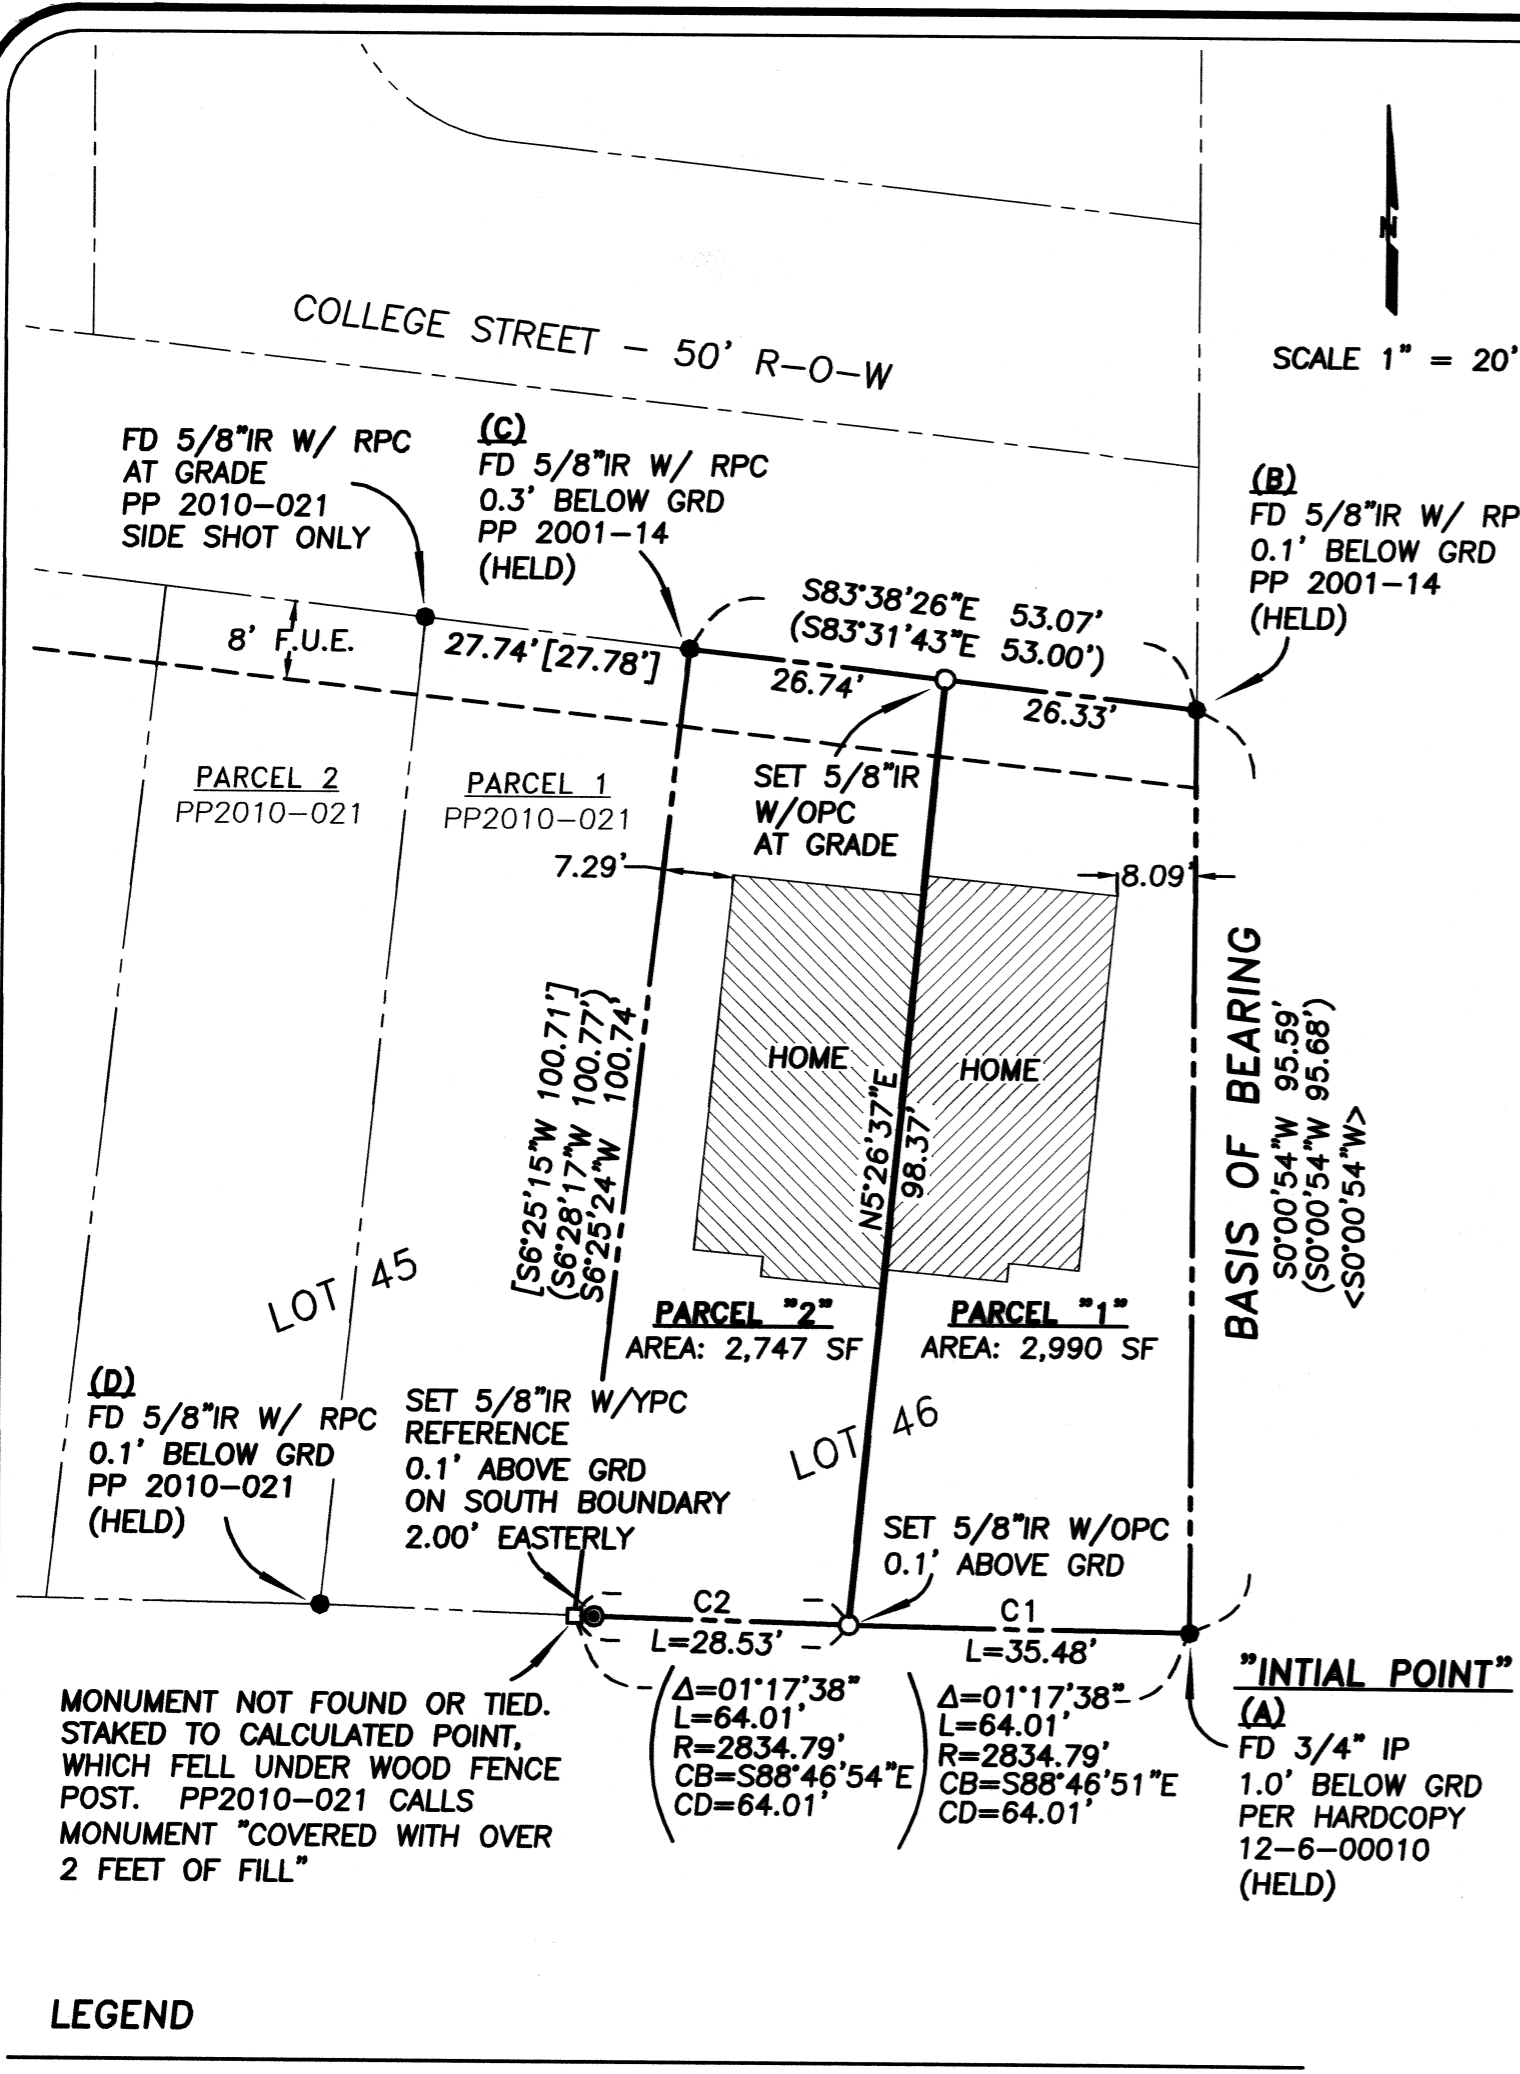 N
SCALE 1" = 20'
COLLEGE STREET - 50' R-O-W
FD 5/8"IR W/ RPC
AT GRADE
PP 2010-021
SIDE SHOT ONLY
(C)
FD 5/8"IR W/ RPC
0.3' BELOW GRD
PP 2001-14
(HELD)
(B)
FD 5/8"IR W/ RP
0.1' BELOW GRD
PP 2001-14
(HELD)
S83°38'26"E 53.07'
(S83°31'43"E 53.00')
8' F.U.E.
27.74' [27.78']
26.74'
26.33'
PARCEL 2
PP2010-021
PARCEL 1
PP2010-021
SET 5/8"IR
W/OPC
AT GRADE
7.29'
8.09'
HOME
HOME
[S6°25'15"W 100.71']
(S6°28'17"W 100.77')
S6°25'24"W 100.74'
N5°26'37"E
98.37'
BASIS OF BEARING
S0°00'54"W 95.59'
(S0°00'54"W 95.68')
<S0°00'54"W>
LOT 45
PARCEL "2"
AREA: 2,747 SF
PARCEL "1"
AREA: 2,990 SF
LOT 46
(D)
FD 5/8"IR W/ RPC
0.1' BELOW GRD
PP 2010-021
(HELD)
SET 5/8"IR W/YPC
REFERENCE
0.1' ABOVE GRD
ON SOUTH BOUNDARY
2.00' EASTERLY
SET 5/8"IR W/OPC
0.1' ABOVE GRD
C2
L=28.53'
C1
L=35.48'
(Δ=01°17'38"
L=64.01'
R=2834.79'
CB=S88°46'54"E
CD=64.01')
Δ=01°17'38"
L=64.01'
R=2834.79'
CB=S88°46'51"E
CD=64.01'
"INTIAL POINT"
(A)
FD 3/4" IP
1.0' BELOW GRD
PER HARDCOPY
12-6-00010
(HELD)
MONUMENT NOT FOUND OR TIED.
STAKED TO CALCULATED POINT,
WHICH FELL UNDER WOOD FENCE
POST. PP2010-021 CALLS
MONUMENT "COVERED WITH OVER
2 FEET OF FILL"
LEGEND